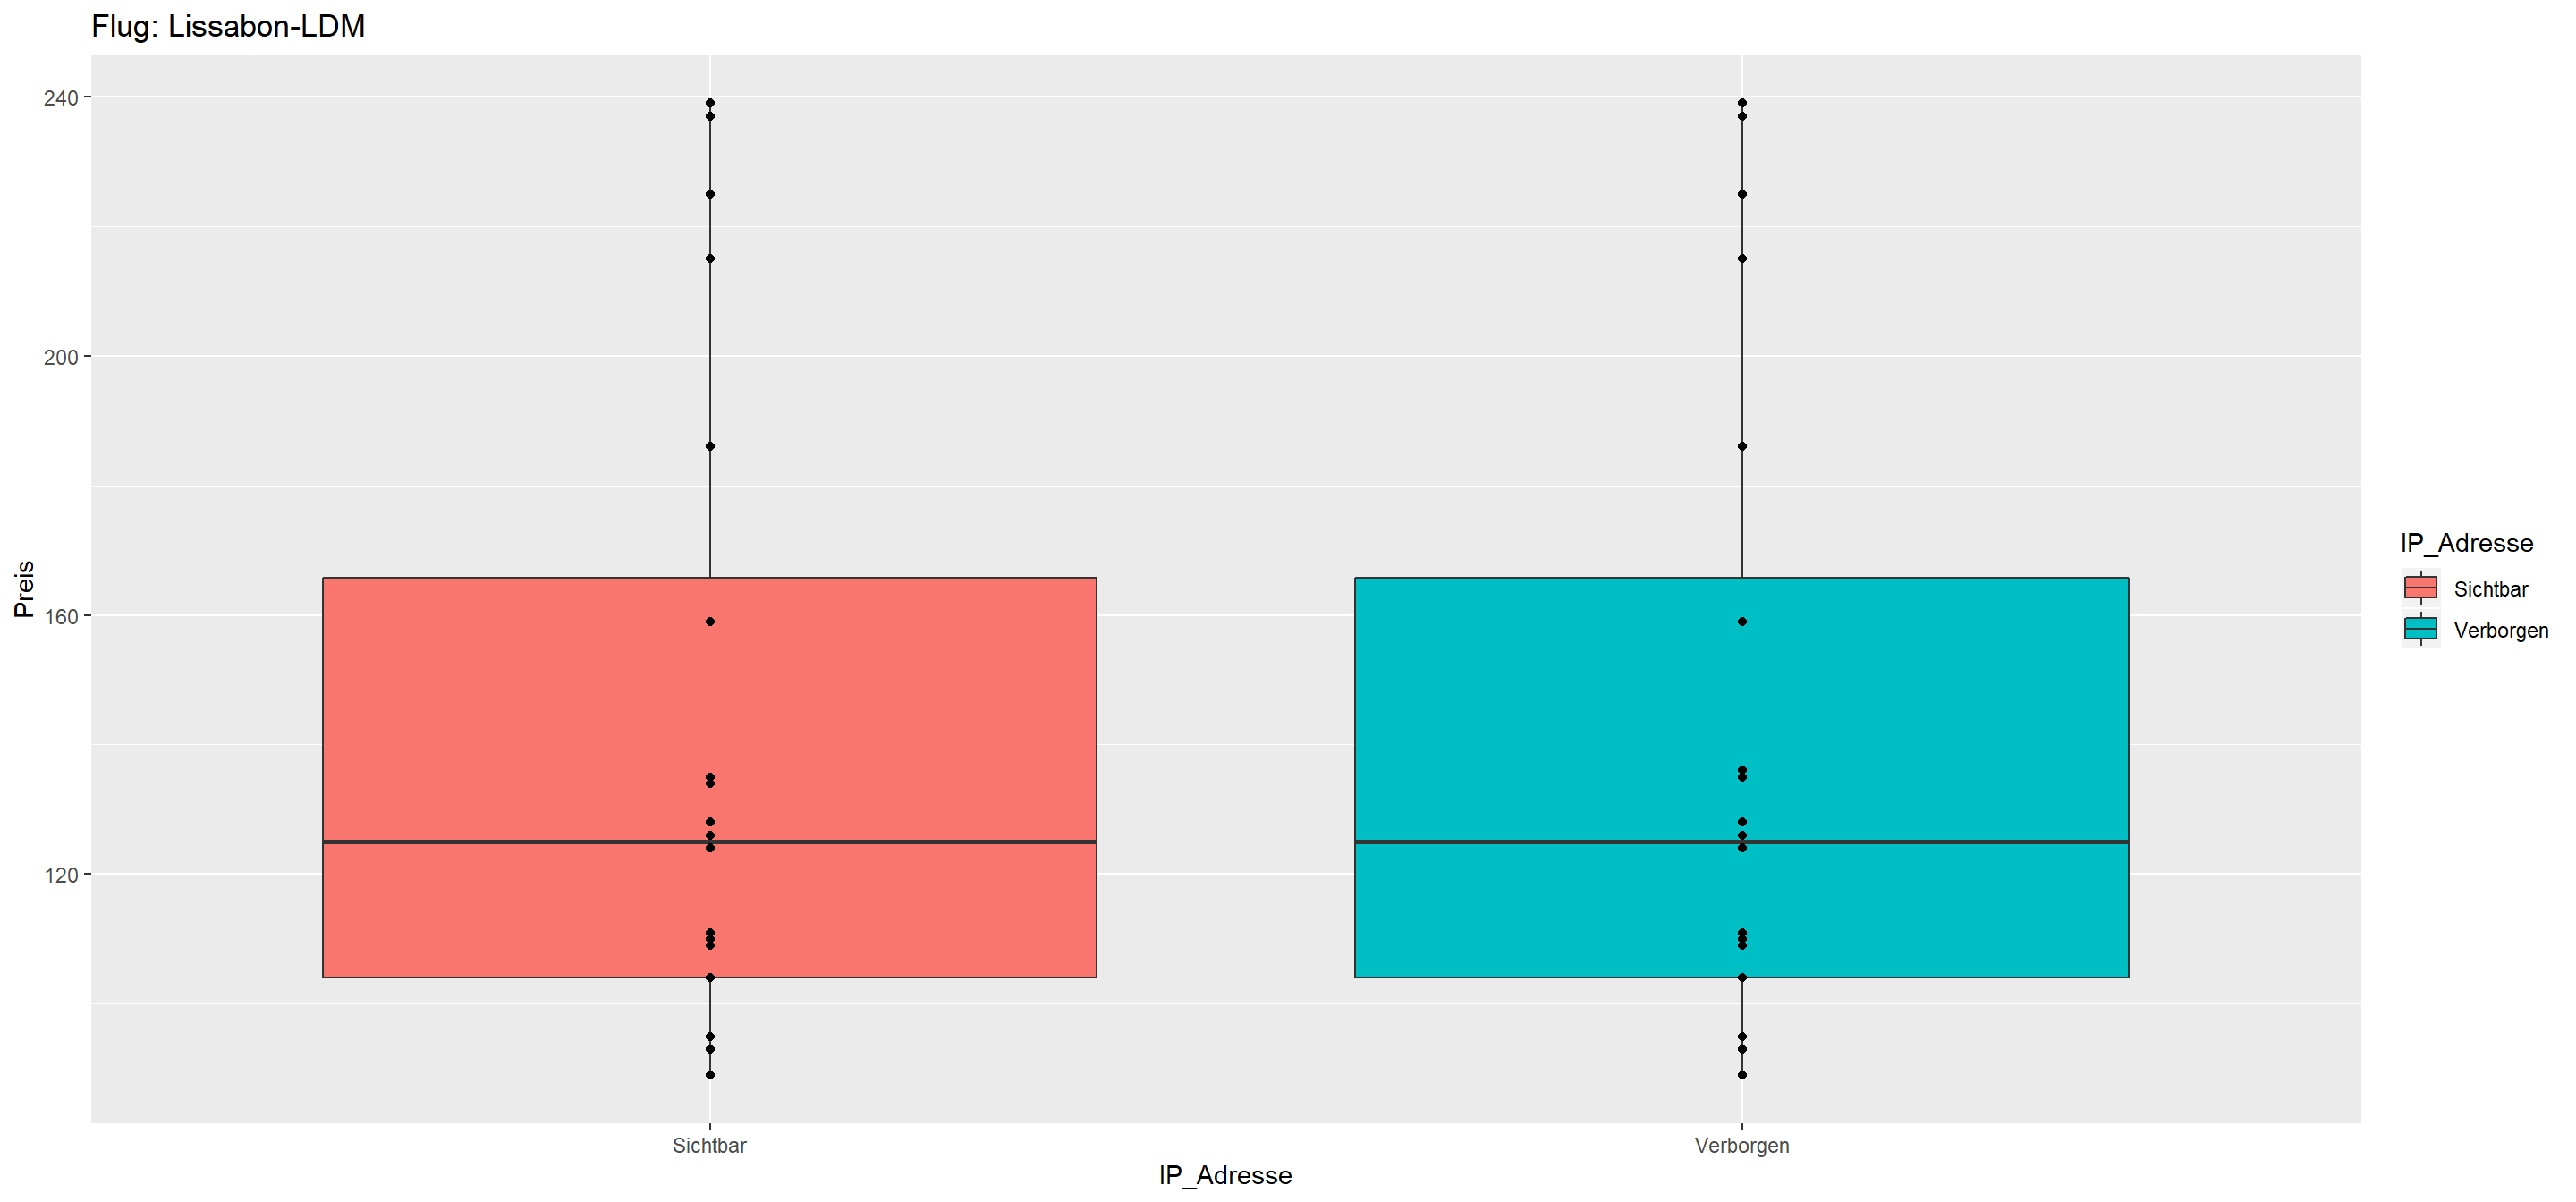 Flug: Lissabon-LDM
240
200
160
120
Preis
Sichtbar
Verborgen
IP_Adresse
IP_Adresse
Sichtbar
Verborgen